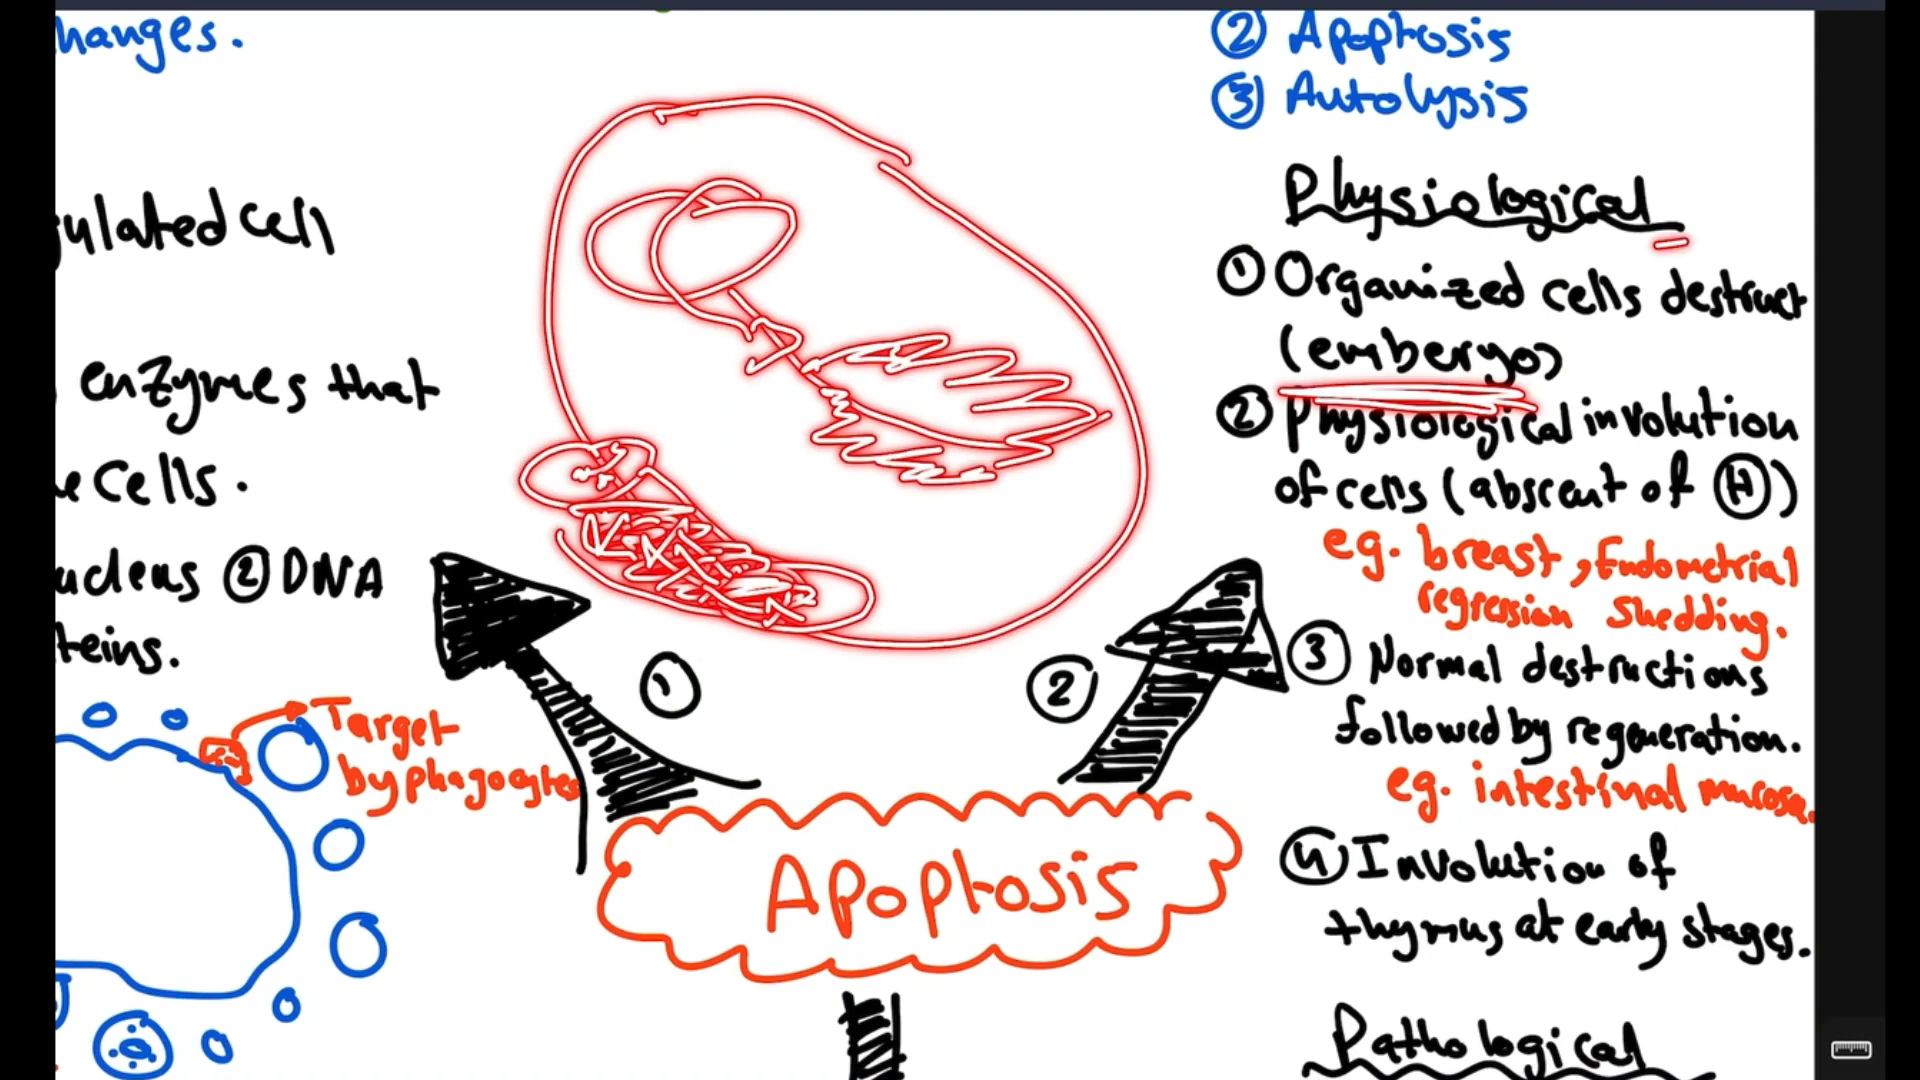 hanges.
gulated cell
enzymes that
e cells.
ucleus ② DNA
teins.
Target
by phagocytes
①
②
Apoptosis
② Apoptosis
③ Autolysis
Physiological
① Organized cells destruct
(embergyo)
② Physiological involution
of cells (abscent of Ⓗ)
eg. breast, Endometrial
regression shedding.
③ Normal destructions
followed by regeneration.
eg. intestinal mucosa.
④ Involution of
thymus at early stages.
Pathological